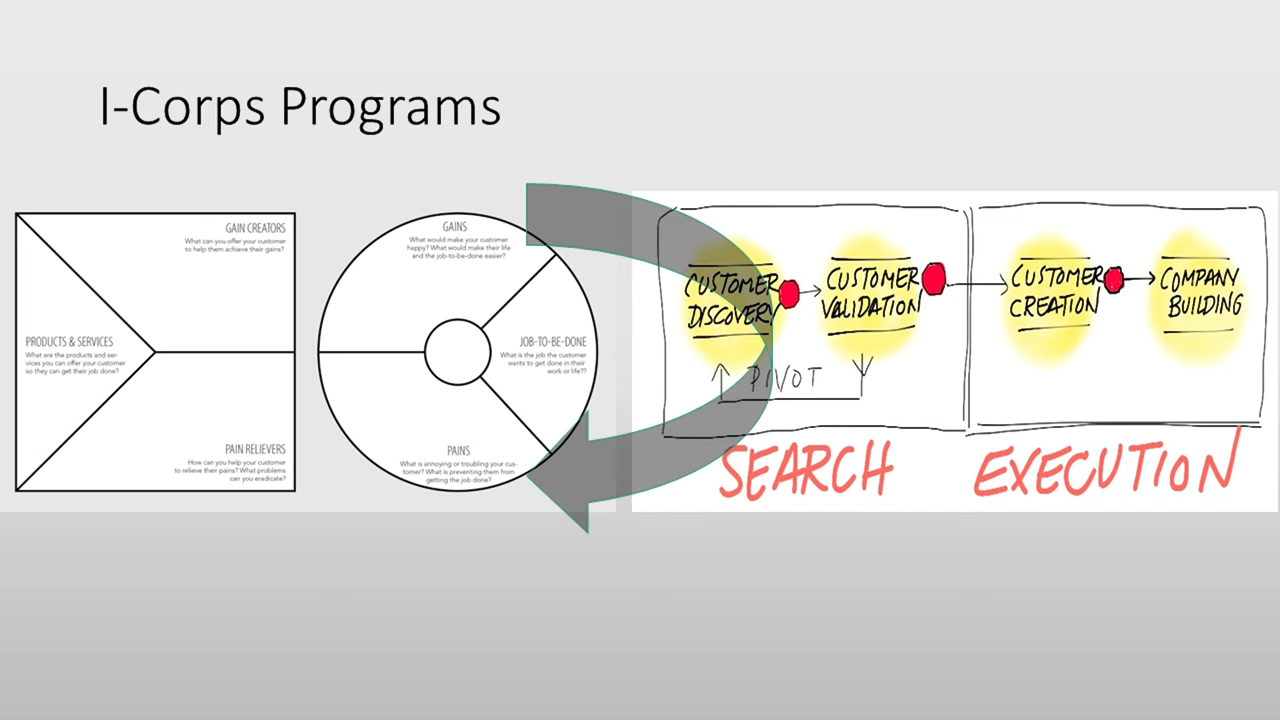 I-Corps Programs
GAIN CREATORS
What can you offer your customer
to help them achieve their gains?
PRODUCTS & SERVICES
What are the products and ser-
vices you can offer your customer
so they can get their job done?
PAIN RELIEVERS
How can you help your customer
to relieve their pains? What problems
can you eradicate?
GAINS
What would make your customer
happy? What would make their life
and the job-to-be-done easier?
JOB-TO-BE-DONE
What is the job the customer
wants to get done in their
work or life??
PAINS
What is annoying or troubling your cus-
tomer? What is preventing them from
getting the job done?
CUSTOMER
DISCOVERY
CUSTOMER
VALIDATION
PIVOT
CUSTOMER
CREATION
COMPANY
BUILDING
SEARCH
EXECUTION